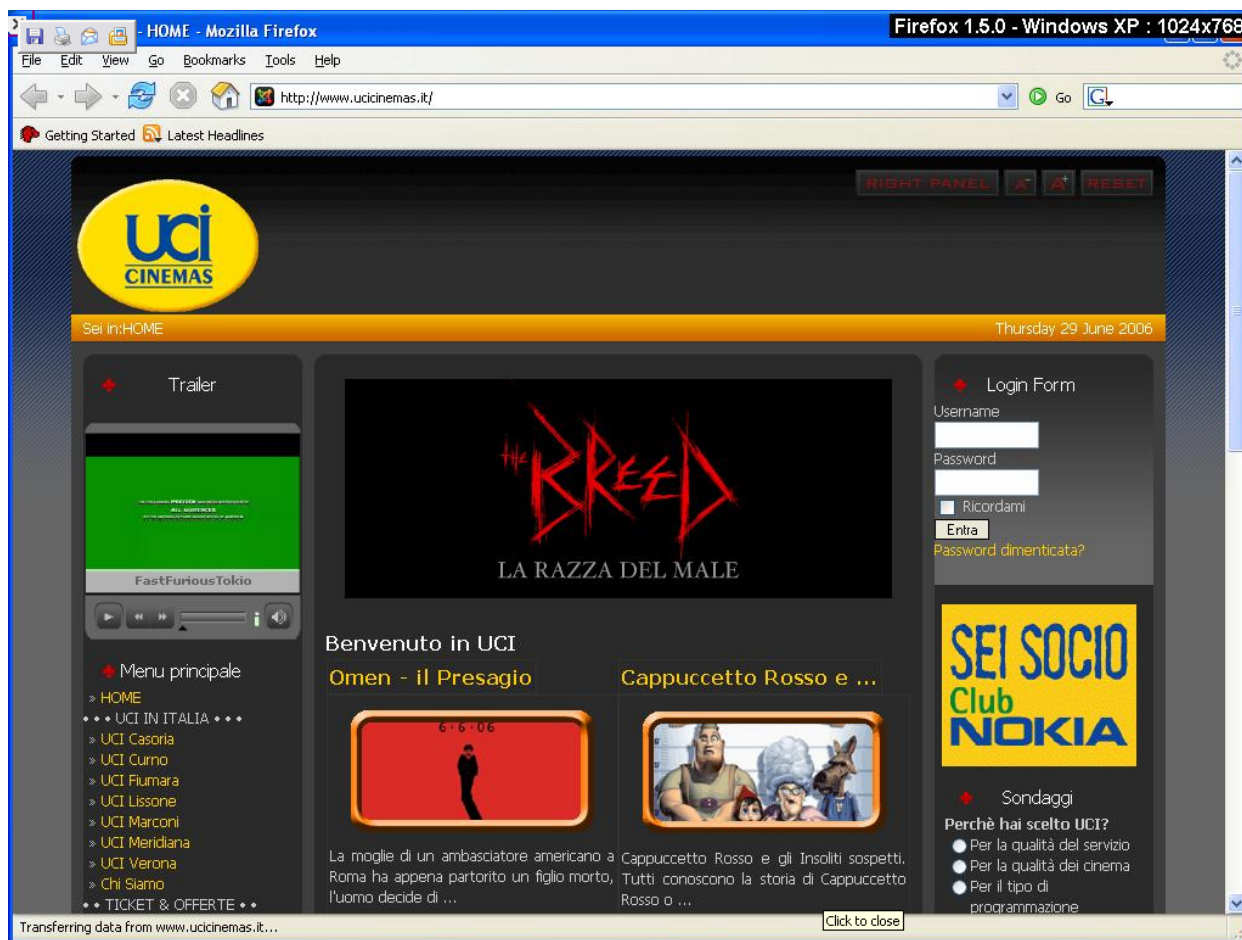 - HOME - Mozilla Firefox
Firefox 1.5.0 - Windows XP : 1024x768
File Edit View Go Bookmarks Tools Help
http://www.ucicinemas.it/
Go
G
Getting Started Latest Headlines
RIGHT PANEL A- A+ RESET
UCI
CINEMAS
Sei in:HOME
Thursday 29 June 2006
Trailer
PREVIEW
ALL AUDIENCES
FastFuriousTokio
i
Menu principale
» HOME
• • • UCI IN ITALIA • • •
» UCI Casoria
» UCI Curno
» UCI Fiumara
» UCI Lissone
» UCI Marconi
» UCI Meridiana
» UCI Verona
» Chi Siamo
• • TICKET & OFFERTE • •
the BREED
LA RAZZA DEL MALE
Benvenuto in UCI
Omen - il Presagio
6•6•06
La moglie di un ambasciatore americano a
Roma ha appena partorito un figlio morto,
l'uomo decide di ...
Cappuccetto Rosso e ...
Cappuccetto Rosso e gli Insoliti sospetti.
Tutti conoscono la storia di Cappuccetto
Rosso o ...
Login Form
Username
Password
Ricordami
Entra
Password dimenticata?
SEI SOCIO
Club
NOKIA
Sondaggi
Perchè hai scelto UCI?
Per la qualità del servizio
Per la qualità dei cinema
Per il tipo di
programmazione
Click to close
Transferring data from www.ucicinemas.it...